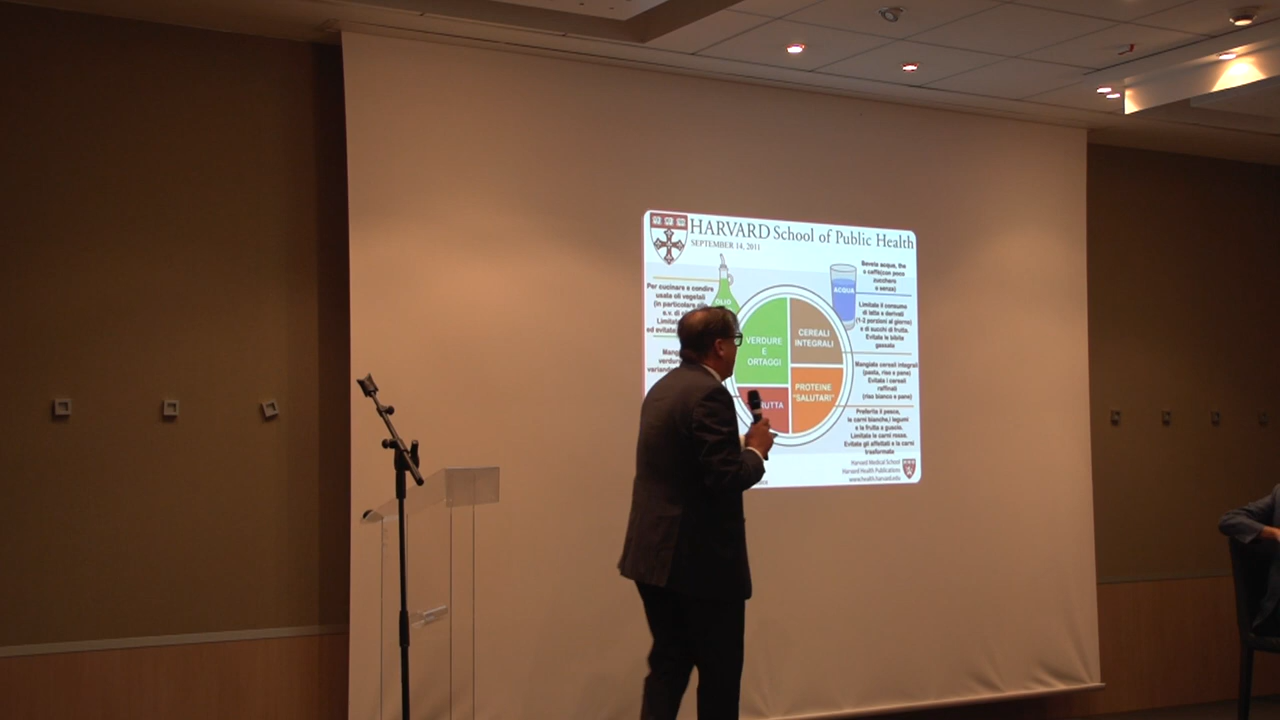 HARVARD School of Public Health
SEPTEMBER 14, 2011
Per cucinare e condire
usate oli vegetali
(in particolare
ed
OLIO
VERDURE
E
ORTAGGI
CEREALI
INTEGRALI
PROTEINE
"SALUTARI"
ACQUA
Bevete acqua, the
o caffè(con poco
zucchero
o senza)
Limitate il consumo
di latte e derivati
(1-2 porzioni al giorno)
e di succhi di frutta.
Evitate le bibite
gassate
Mangiate cereali integrali
(pasta, riso e pane)
Evitate i cereali
raffinati
(riso bianco e pane)
Preferite il pesce,
le carni bianche,i legumi
e la frutta a guscio.
Limitate le carni rosse.
Evitate gli affettati e la carni
trasformate
Harvard Medical School
Harvard Health Publications
www.health.harvard.edu